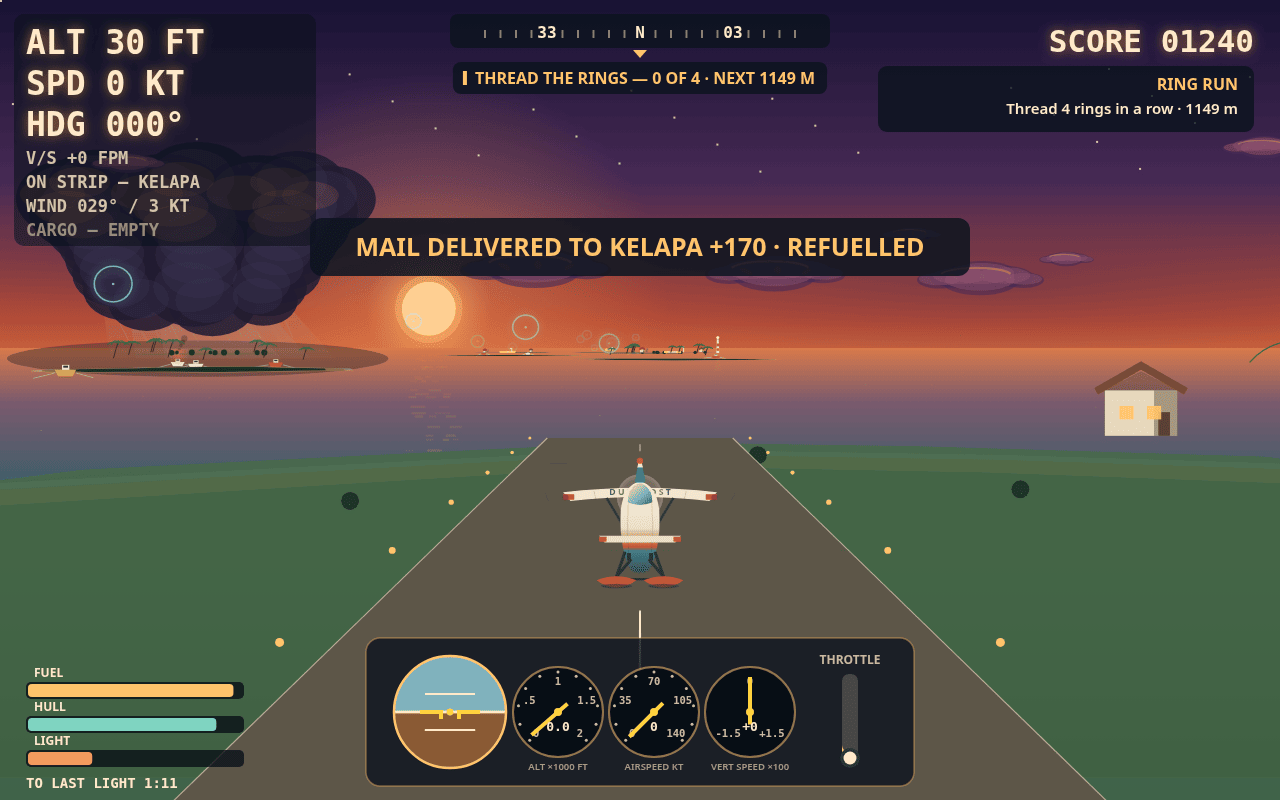 ALT 30 FT
SPD 0 KT
HDG 000°
V/S +0 FPM
ON STRIP — KELAPA
WIND 029° / 3 KT
CARGO — EMPTY
33 N 03
THREAD THE RINGS — 0 OF 4 · NEXT 1149 M
SCORE 01240
RING RUN
Thread 4 rings in a row · 1149 m
MAIL DELIVERED TO KELAPA +170 · REFUELLED
FUEL
HULL
LIGHT
TO LAST LIGHT 1:11
0 .5 1 1.5 2
0.0
ALT ×1000 FT
0 35 70 105 140
0
AIRSPEED KT
-1.5 +1.5
+0
VERT SPEED ×100
THROTTLE